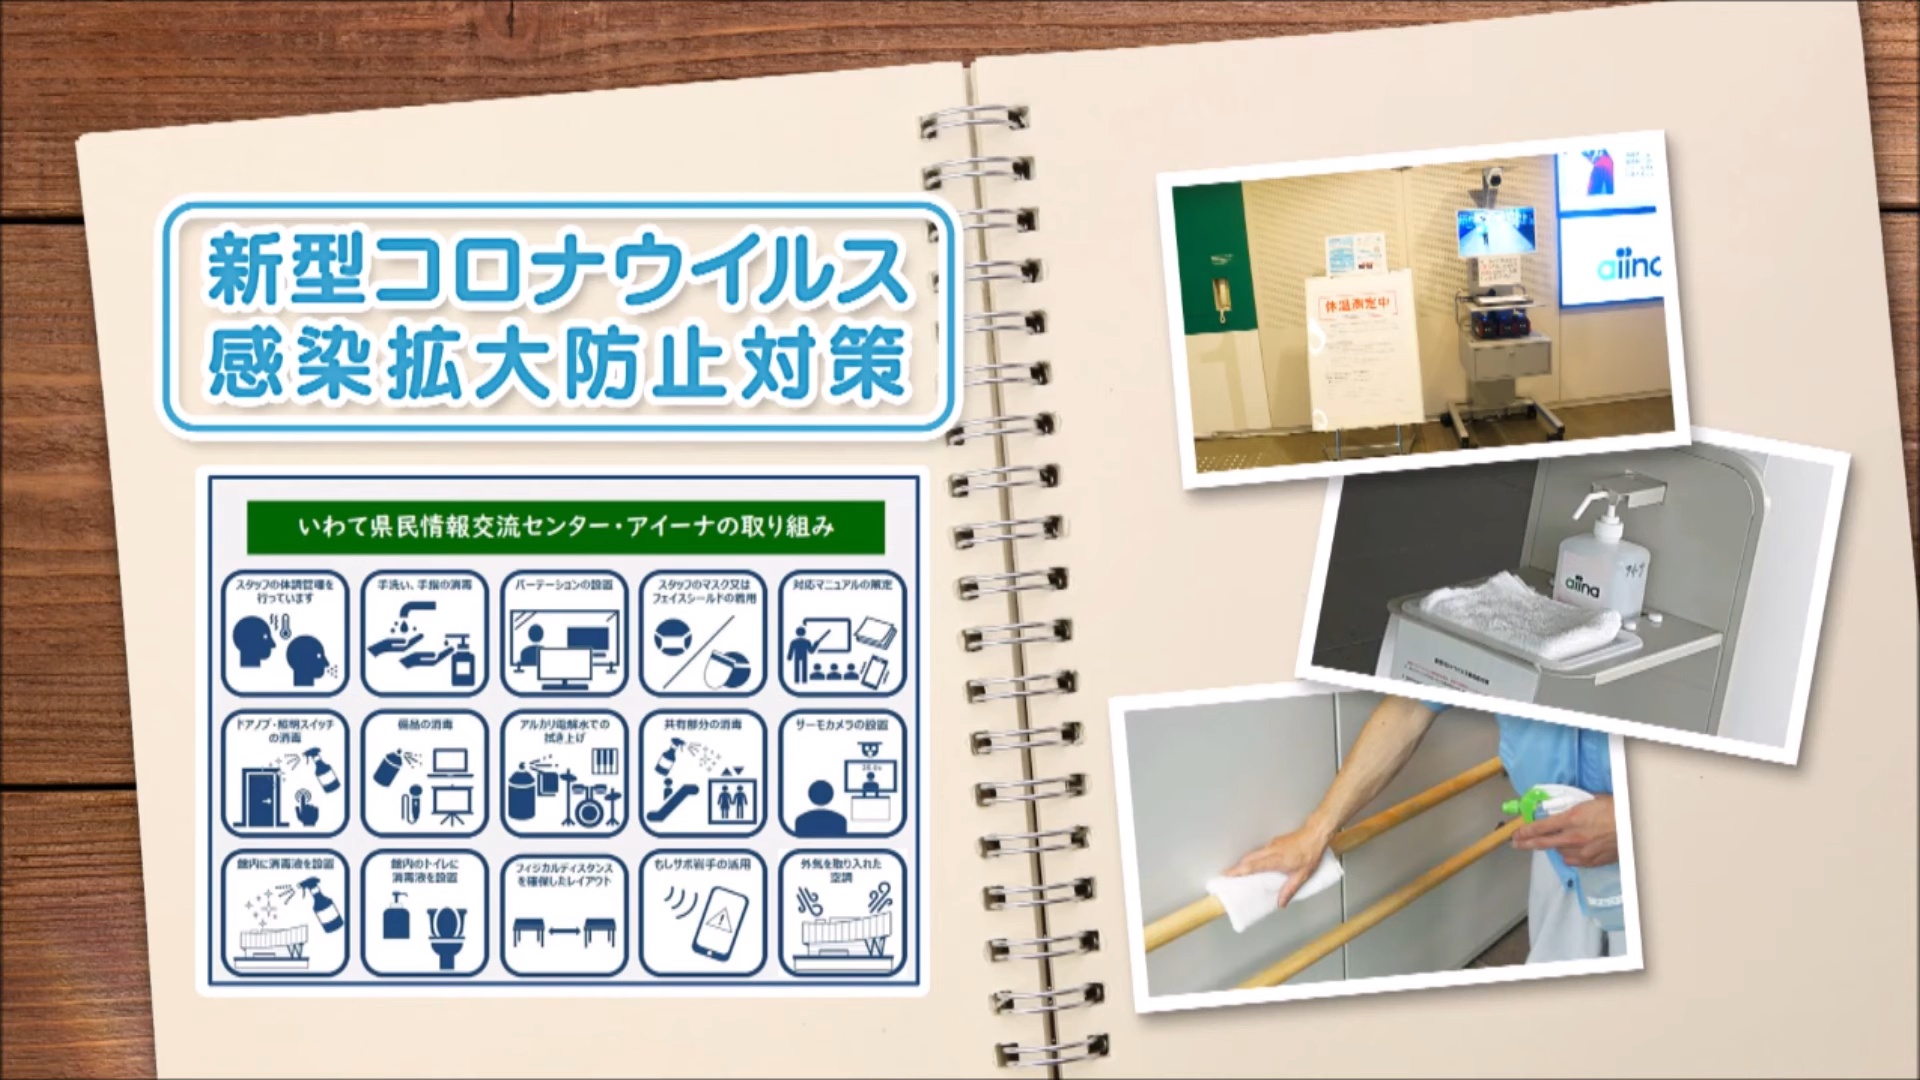 新型コロナウイルス
感染拡大防止対策
いわて県民情報交流センター・アイーナの取り組み
スタッフの体調管理を
行っています
手洗い、手指の消毒
パーテーションの設置
スタッフのマスク又は
フェイスシールドの着用
対応マニュアルの策定
ドアノブ・照明スイッチ
の消毒
備品の消毒
アルカリ電解水での
拭き上げ
共有部分の消毒
サーモカメラの設置
館内に消毒液を設置
館内のトイレに
消毒液を設置
フィジカルディスタンス
を確保したレイアウト
もしサポ岩手の活用
外気を取り入れた
空調
体温測定中
aiina
aiina